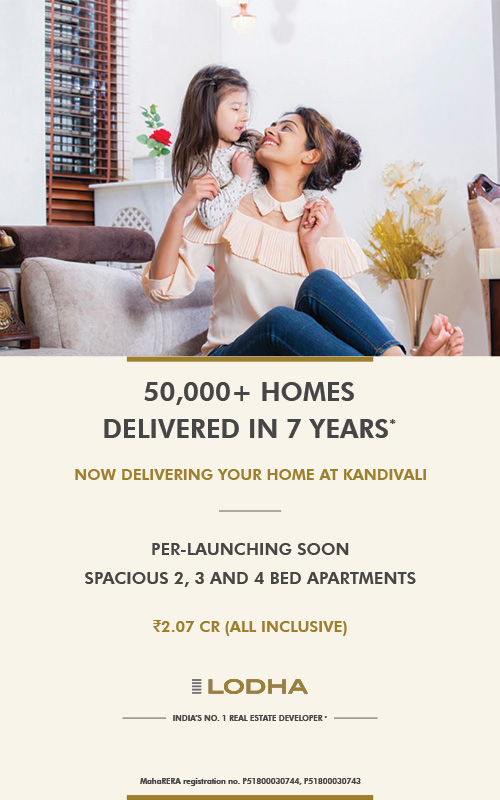 50,000+ HOMES
DELIVERED IN 7 YEARS*
NOW DELIVERING YOUR HOME AT KANDIVALI
PER-LAUNCHING SOON
SPACIOUS 2, 3 AND 4 BED APARTMENTS
₹2.07 CR (ALL INCLUSIVE)
LODHA
INDIA'S NO. 1 REAL ESTATE DEVELOPER*
MahaRERA registration no. P51800030744, P51800030743